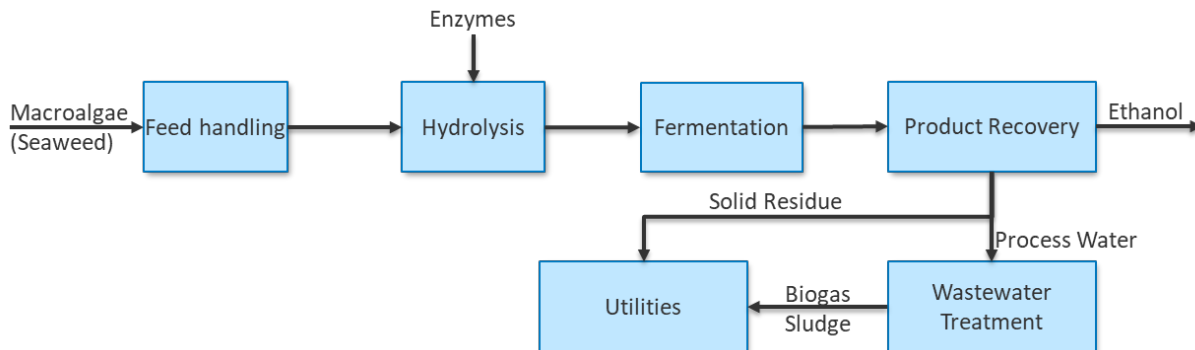 Enzymes
Macroalgae
(Seaweed)
Feed handling
Hydrolysis
Fermentation
Product Recovery
Ethanol
Solid Residue
Process Water
Utilities
Biogas
Sludge
Wastewater
Treatment